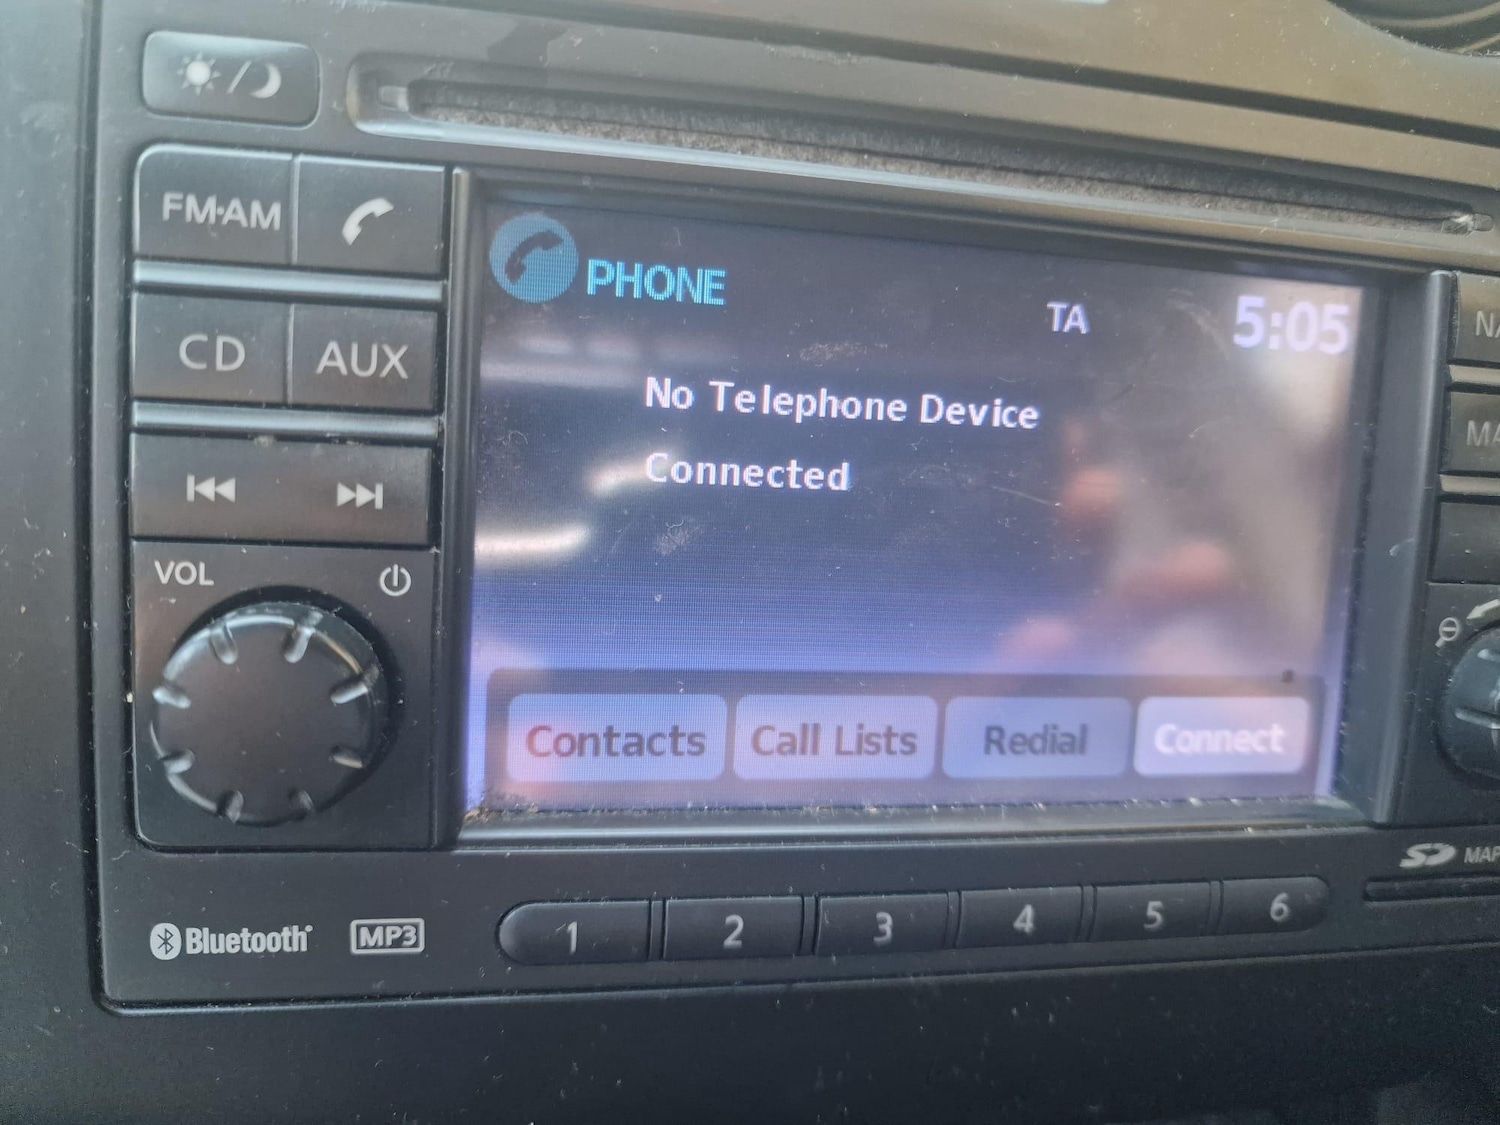 FM·AM
CD
AUX
VOL
PHONE
TA
5:05
No Telephone Device
Connected
Contacts
Call Lists
Redial
Connect
Bluetooth
MP3
1
2
3
4
5
6